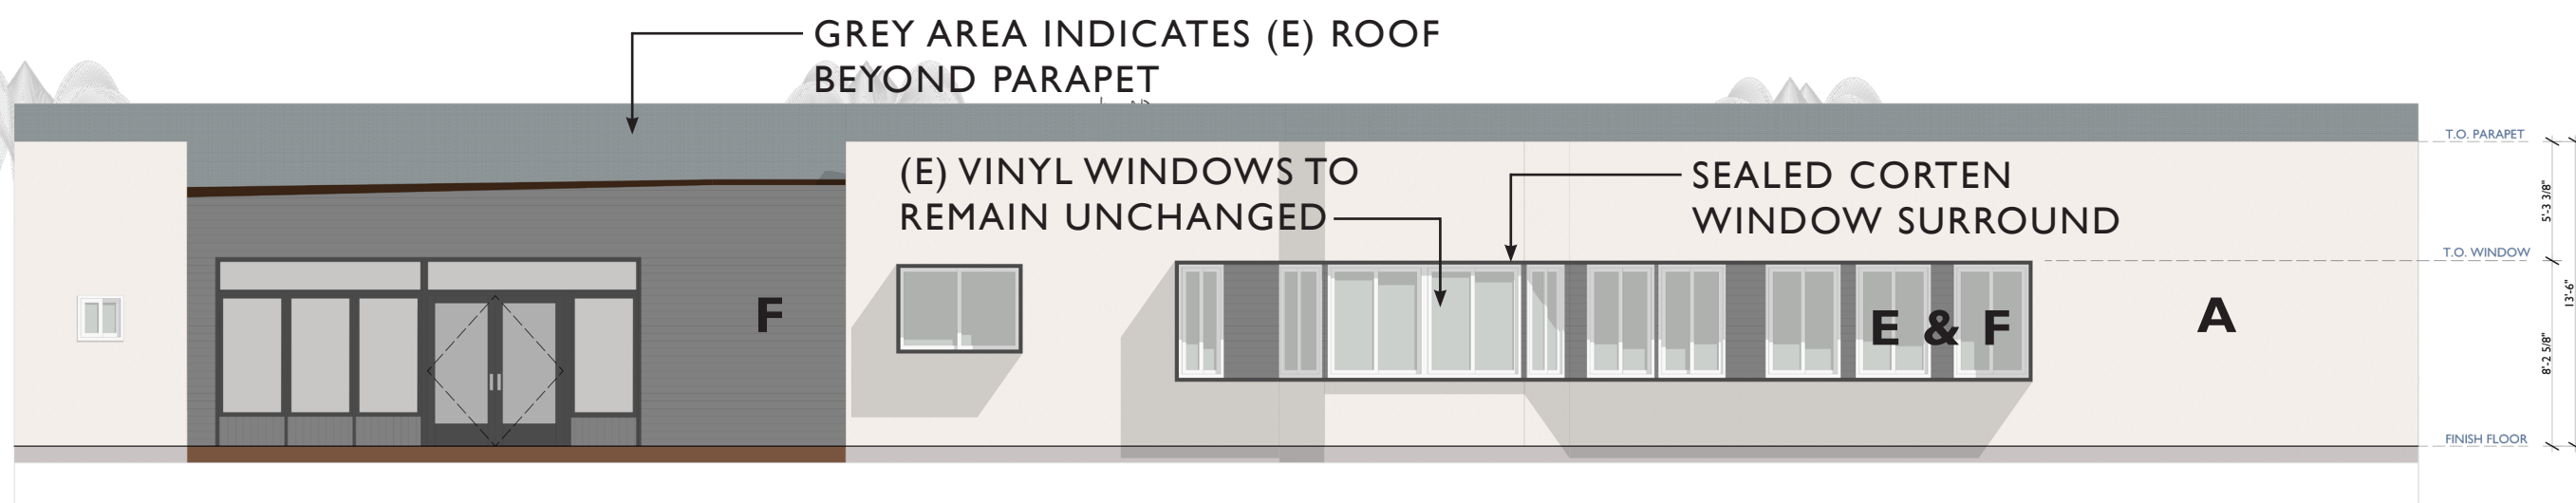 GREY AREA INDICATES (E) ROOF
BEYOND PARAPET
T.O. PARAPET
(E) VINYL WINDOWS TO
REMAIN UNCHANGED
SEALED CORTEN
WINDOW SURROUND
5'-3 3/8"
T.O. WINDOW
13'-6"
F
E & F
A
8'-2 5/8"
FINISH FLOOR